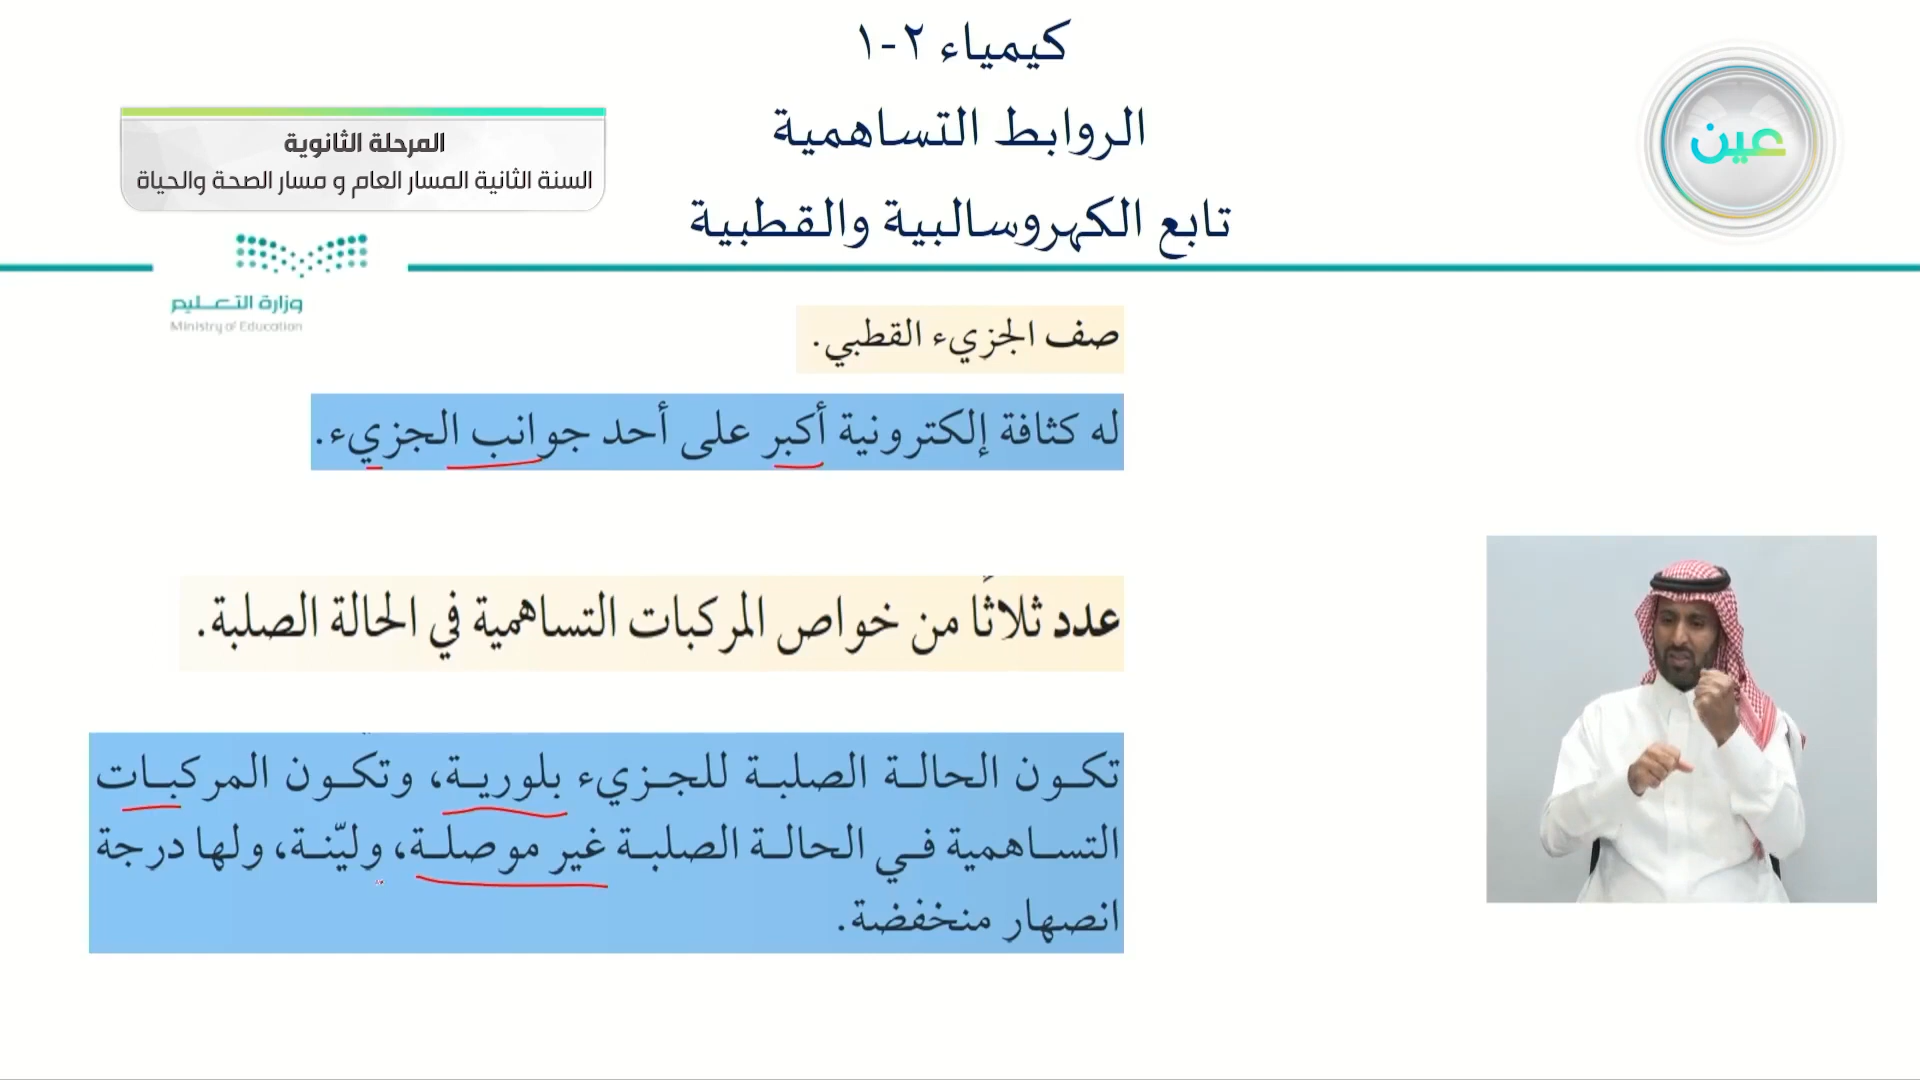 كيمياء ٢-١
الروابط التساهمية
تابع الكهروسالبية والقطبية
المرحلة الثانوية
السنة الثانية المسار العام و مسار الصحة والحياة
عين
وزارة التعليم
Ministry of Education
صف الجزيء القطبي.
له كثافة إلكترونية أكبر على أحد جوانب الجزيء.
عدد ثلاثًا من خواص المركبات التساهمية في الحالة الصلبة.
تكون الحالة الصلبة للجزيء بلورية، وتكون المركبات
التساهمية في الحالة الصلبة غير موصلة، وليّنة، ولها درجة
انصهار منخفضة.